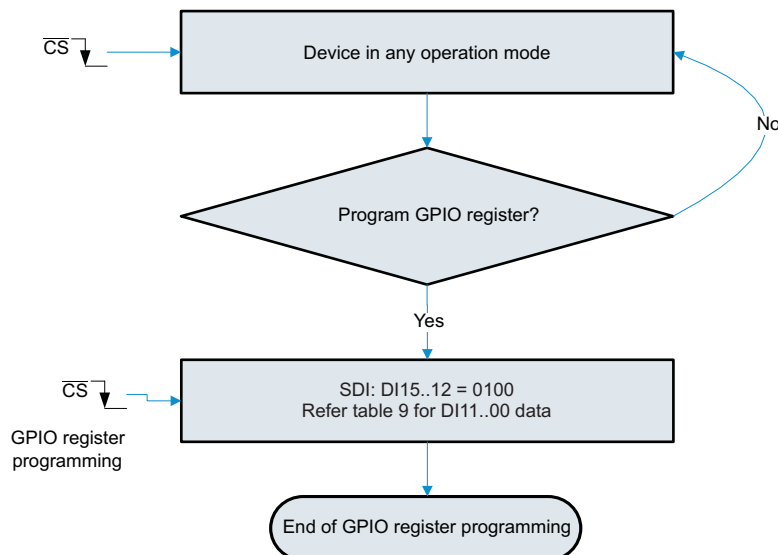 CS
Device in any operation mode
No
Program GPIO register?
Yes
CS
GPIO register
programming
SDI: DI15..12 = 0100
Refer table 9 for DI11..00 data
End of GPIO register programming